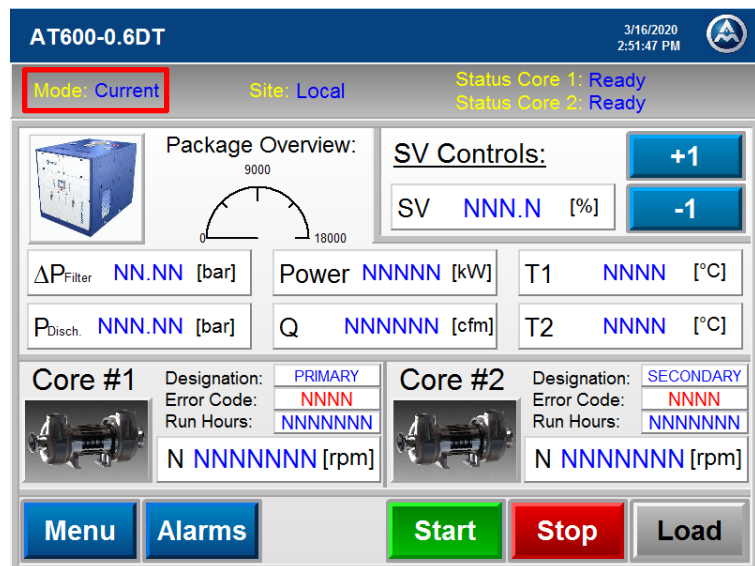 AT600-0.6DT
3/16/2020
2:51:47 PM
Mode: Current
Site: Local
Status Core 1: Ready
Status Core 2: Ready
Package Overview:
9000
0
18000
SV Controls:
+1
SV NNN.N [%]
-1
ΔPFilter NN.NN [bar]
Power NNNNN [kW]
T1 NNNN [°C]
PDisch. NNN.NN [bar]
Q NNNNNN [cfm]
T2 NNNN [°C]
Core #1
Designation: PRIMARY
Error Code: NNNN
Run Hours: NNNNNNN
N NNNNNNN [rpm]
Core #2
Designation: SECONDARY
Error Code: NNNN
Run Hours: NNNNNNN
N NNNNNNN [rpm]
Menu
Alarms
Start
Stop
Load